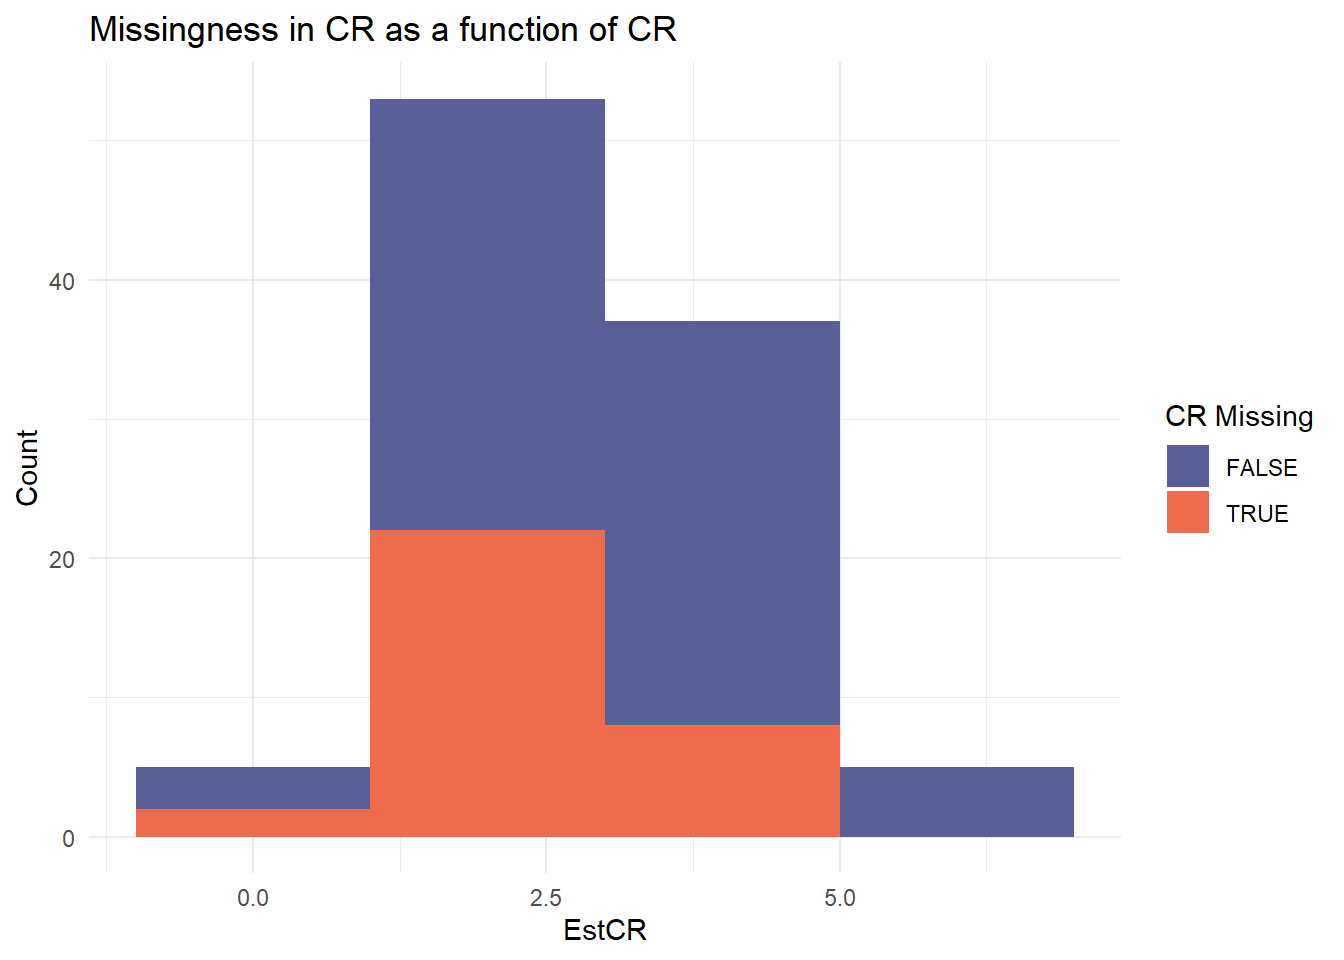 Missingness in CR as a function of CR
Count
40
20
0
0.0 2.5 5.0
EstCR
CR Missing
FALSE
TRUE